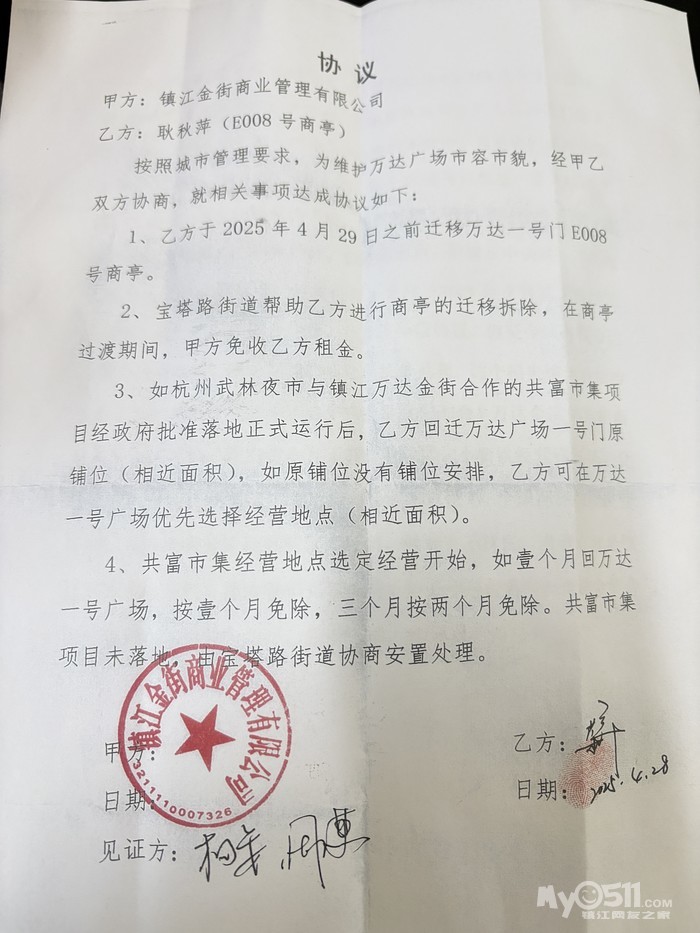 协议
甲方：镇江金街商业管理有限公司
乙方：耿秋萍（E008 号商亭）
按照城市管理要求，为维护万达广场市容市貌，经甲乙
双方协商，就相关事项达成协议如下：
1、乙方于 2025 年 4 月 29 日之前迁移万达一号门 E008
号商亭。
2、宝塔路街道帮助乙方进行商亭的迁移拆除，在商亭
过渡期间，甲方免收乙方租金。
3、如杭州武林夜市与镇江万达金街合作的共富市集项
目经政府批准落地正式运行后，乙方回迁万达广场一号门原
铺位（相近面积），如原铺位没有铺位安排，乙方可在万达
一号广场优先选择经营地点（相近面积）。
4、共富市集经营地点选定经营开始，如壹个月回万达
一号广场，按壹个月免除，三个月按两个月免除。共富市集
项目未落地，由宝塔路街道协商安置处理。
镇江金街商业管理有限公司
3211110007326
甲方：
乙方：
日期：
日期：2025.4.28
见证方：
My0511.COM
镇江网友之家